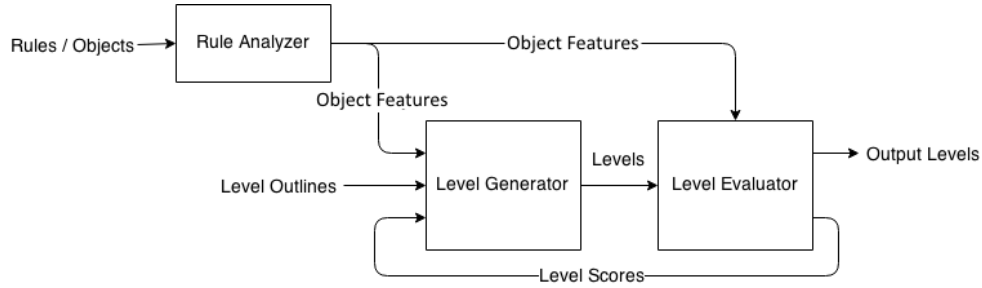 Rules / Objects
Rule Analyzer
Object Features
Object Features
Level Outlines
Level Generator
Levels
Level Evaluator
Output Levels
Level Scores